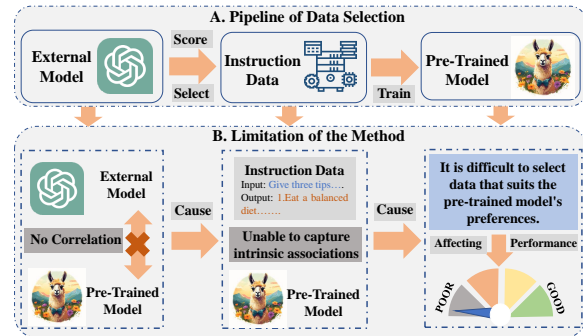 A. Pipeline of Data Selection
External
Model
Score
Select
Instruction
Data
Train
Pre-Trained
Model
B. Limitation of the Method
External
Model
No Correlation
Pre-Trained
Model
Cause
Instruction Data
Input: Give three tips….
Output: 1.Eat a balanced
diet…….
Unable to capture
intrinsic associations
Cause
It is difficult to select
data that suits the
pre-trained model's
preferences.
Affecting
Performance
POOR
GOOD